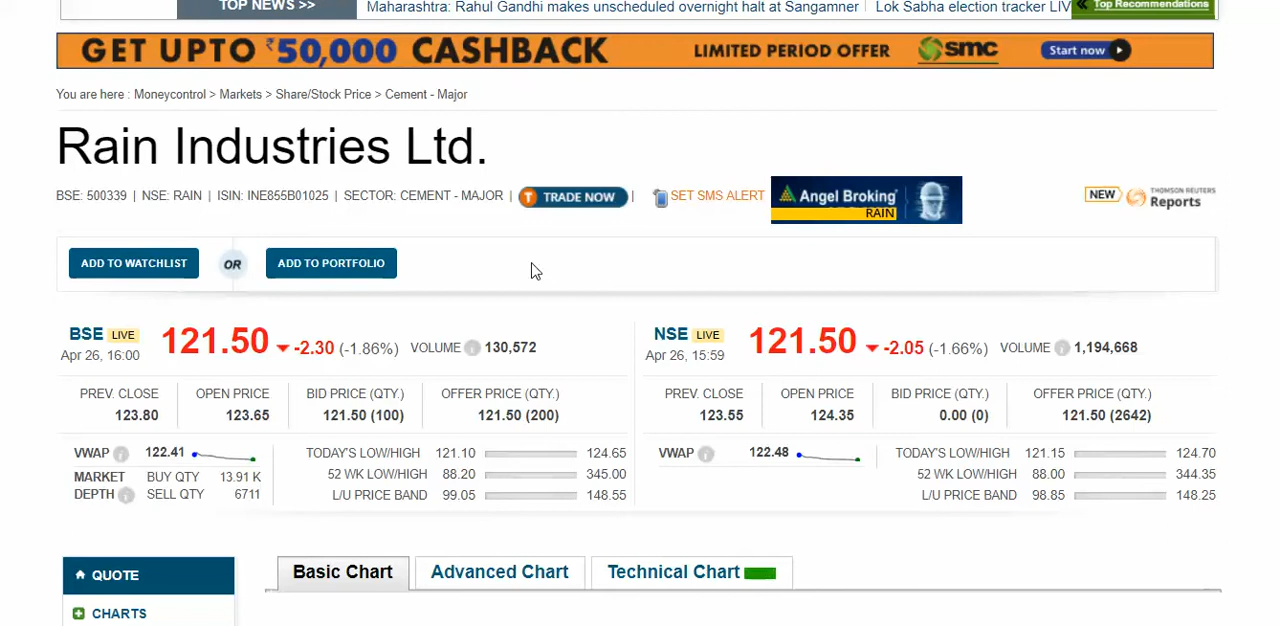 TOP NEWS >>
Maharashtra: Rahul Gandhi makes unscheduled overnight halt at Sangamner
Lok Sabha election tracker LIV
Top Recommendations
GET UPTO ₹50,000 CASHBACK
LIMITED PERIOD OFFER
smc
Start now
You are here : Moneycontrol > Markets > Share/Stock Price > Cement - Major
Rain Industries Ltd.
BSE: 500339 | NSE: RAIN | ISIN: INE855B01025 | SECTOR: CEMENT - MAJOR |
T TRADE NOW |
SET SMS ALERT
Angel Broking
RAIN
NEW
THOMSON REUTERS
Reports
ADD TO WATCHLIST
OR
ADD TO PORTFOLIO
BSE LIVE
Apr 26, 16:00
121.50 -2.30 (-1.86%)
VOLUME 130,572
PREV. CLOSE
123.80
OPEN PRICE
123.65
BID PRICE (QTY.)
121.50 (100)
OFFER PRICE (QTY.)
121.50 (200)
VWAP 122.41
MARKET
DEPTH
BUY QTY 13.91 K
SELL QTY 6711
TODAY'S LOW/HIGH 121.10 124.65
52 WK LOW/HIGH 88.20 345.00
L/U PRICE BAND 99.05 148.55
NSE LIVE
Apr 26, 15:59
121.50 -2.05 (-1.66%)
VOLUME 1,194,668
PREV. CLOSE
123.55
OPEN PRICE
124.35
BID PRICE (QTY.)
0.00 (0)
OFFER PRICE (QTY.)
121.50 (2642)
VWAP 122.48
TODAY'S LOW/HIGH 121.15 124.70
52 WK LOW/HIGH 88.00 344.35
L/U PRICE BAND 98.85 148.25
QUOTE
CHARTS
Basic Chart
Advanced Chart
Technical Chart